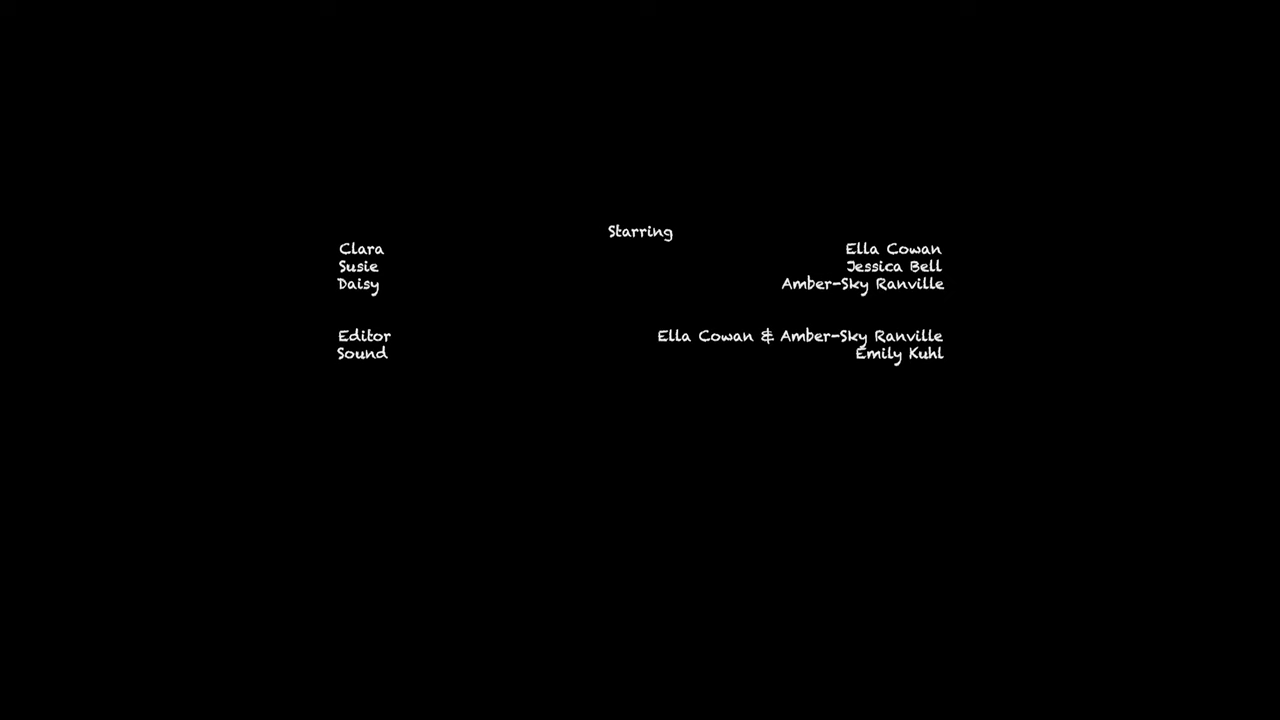 Starring
Clara Ella Cowan
Susie Jessica Bell
Daisy Amber-Sky Ranville
Editor Ella Cowan & Amber-Sky Ranville
Sound Emily Kuhl